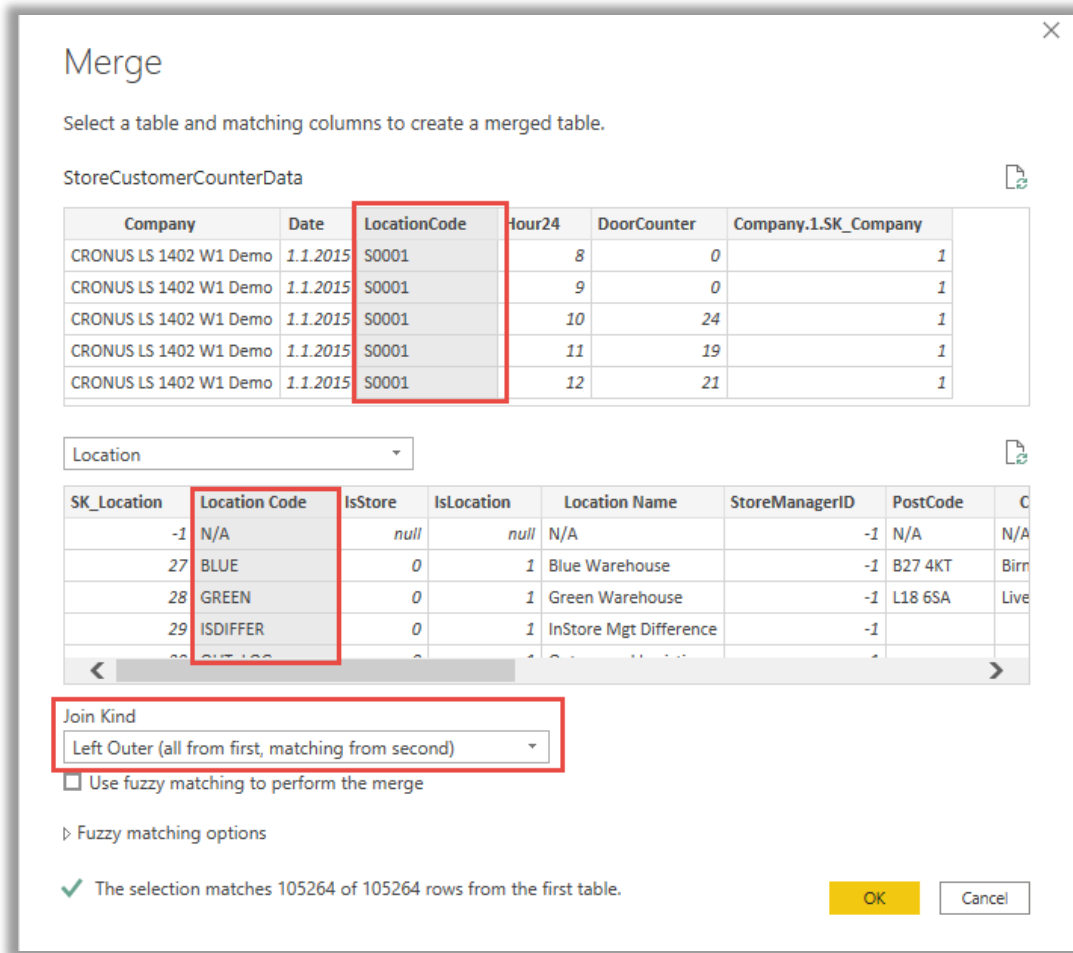 Merge
Select a table and matching columns to create a merged table.
StoreCustomerCounterData
Company Date LocationCode Hour24 DoorCounter Company.1.SK_Company
CRONUS LS 1402 W1 Demo 1.1.2015 S0001 8 0 1
CRONUS LS 1402 W1 Demo 1.1.2015 S0001 9 0 1
CRONUS LS 1402 W1 Demo 1.1.2015 S0001 10 24 1
CRONUS LS 1402 W1 Demo 1.1.2015 S0001 11 19 1
CRONUS LS 1402 W1 Demo 1.1.2015 S0001 12 21 1
Location
SK_Location Location Code IsStore IsLocation Location Name StoreManagerID PostCode C
-1 N/A null null N/A -1 N/A N/A
27 BLUE 0 1 Blue Warehouse -1 B27 4KT Birn
28 GREEN 0 1 Green Warehouse -1 L18 6SA Live
29 ISDIFFER 0 1 InStore Mgt Difference -1
Join Kind
Left Outer (all from first, matching from second)
Use fuzzy matching to perform the merge
Fuzzy matching options
The selection matches 105264 of 105264 rows from the first table.
OK Cancel